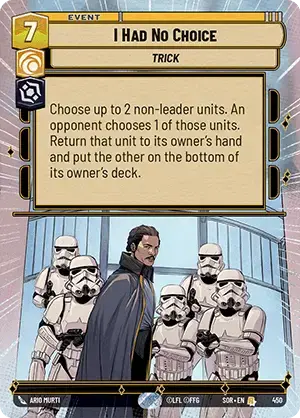 EVENT
7
I Had No Choice
TRICK
Choose up to 2 non-leader units. An
opponent chooses 1 of those units.
Return that unit to its owner's hand
and put the other on the bottom of
its owner's deck.
ARIO MURTI
©LFL ©FFG
SOR • EN
450